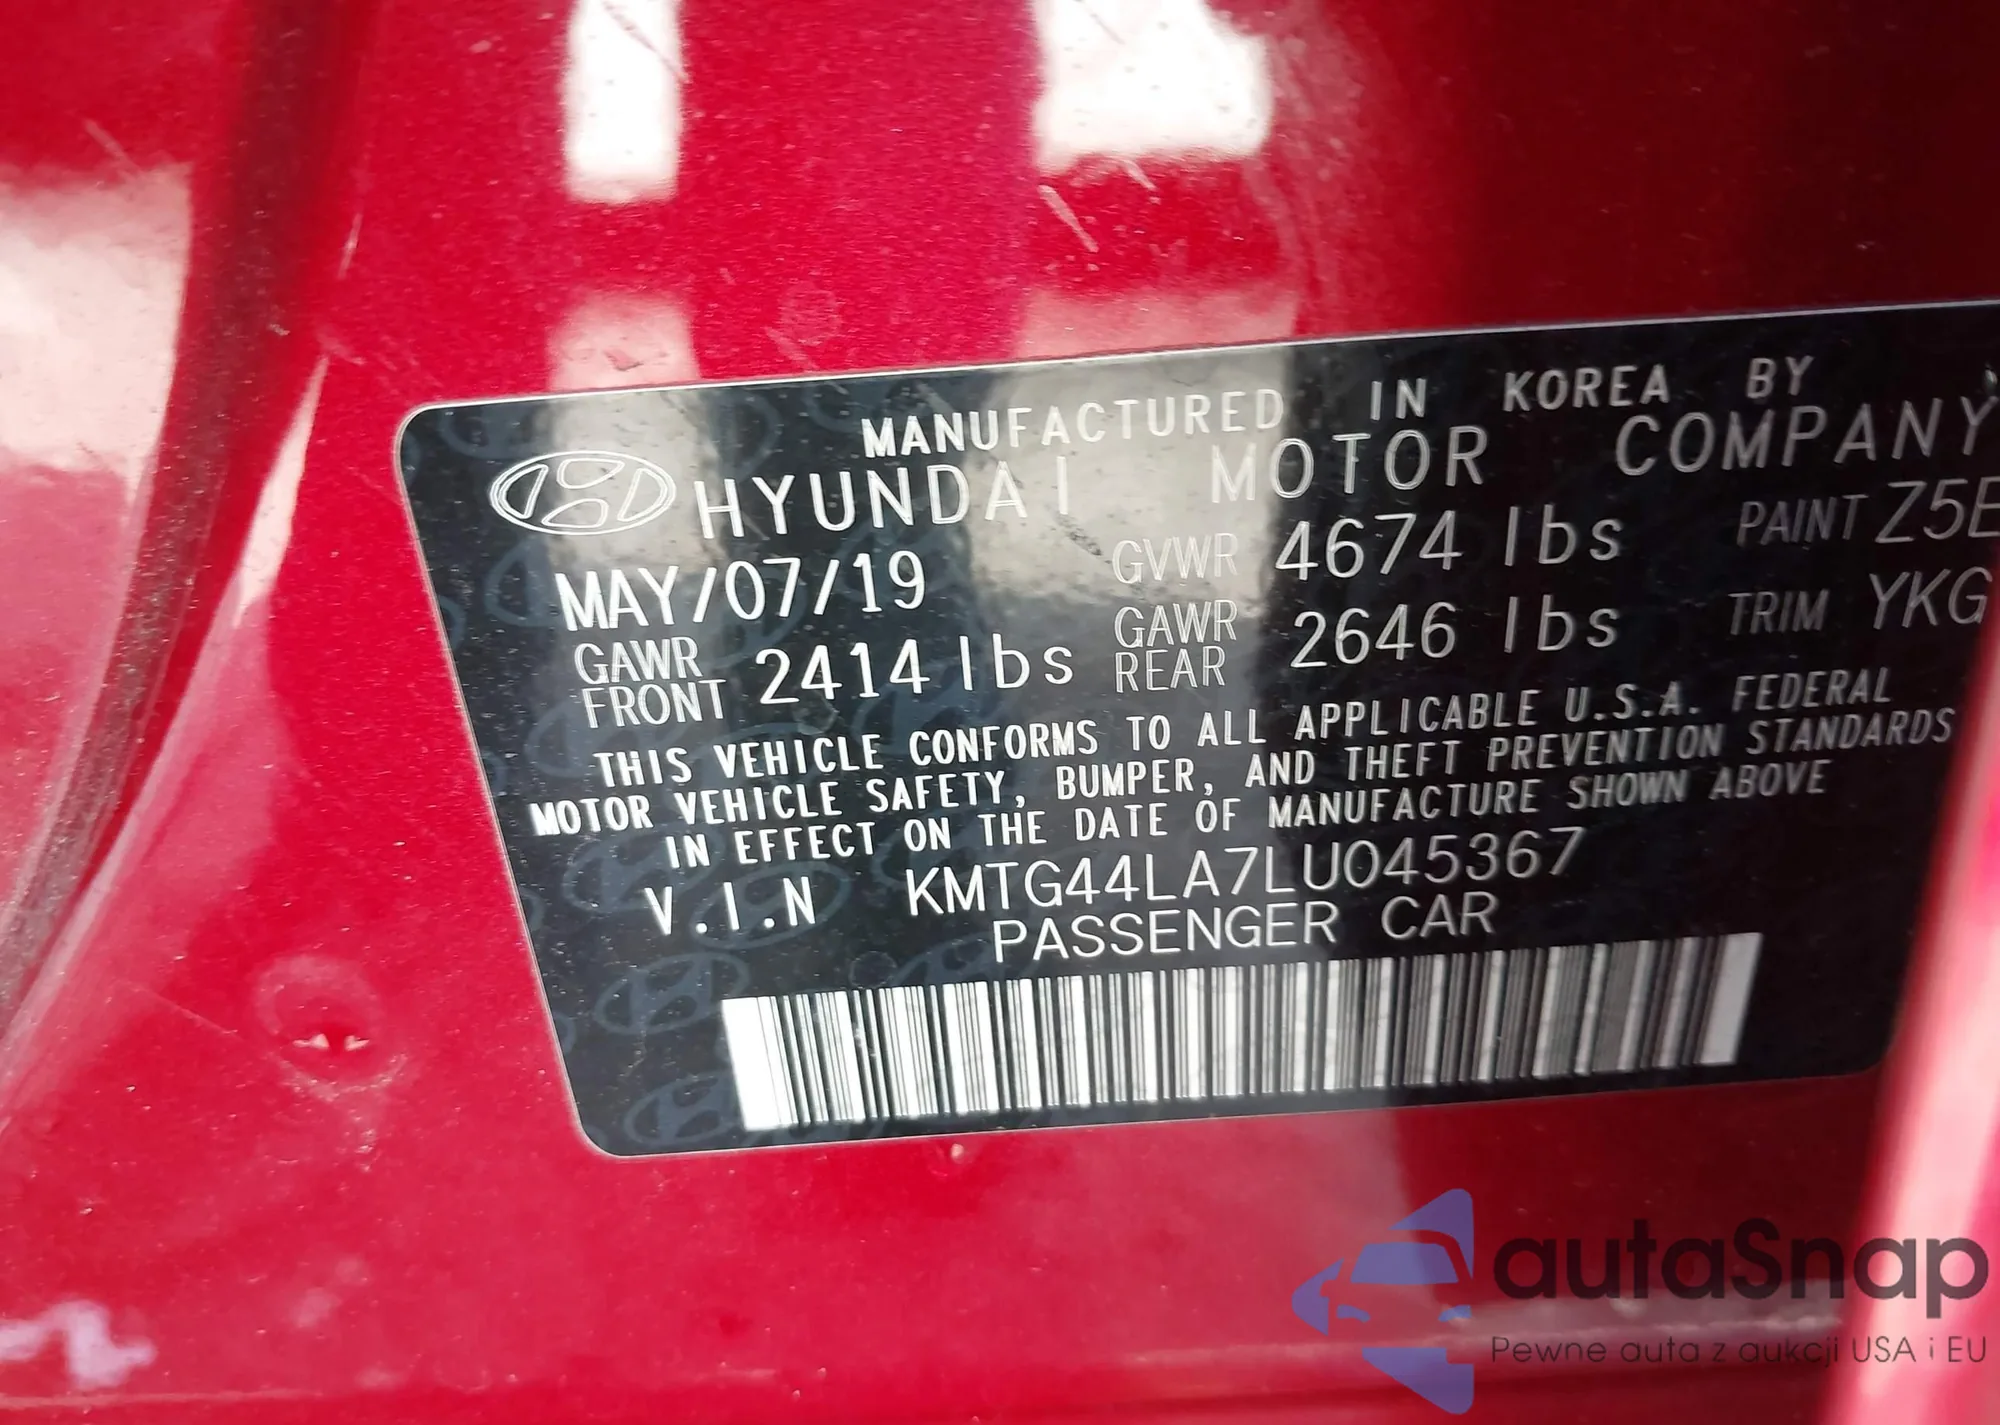 MANUFACTURED IN KOREA BY
HYUNDAI MOTOR COMPANY
MAY/07/19 GVWR 4674 lbs PAINT Z5E
GAWR FRONT 2414 lbs GAWR REAR 2646 lbs TRIM YKG
THIS VEHICLE CONFORMS TO ALL APPLICABLE U.S.A. FEDERAL
MOTOR VEHICLE SAFETY, BUMPER, AND THEFT PREVENTION STANDARDS
IN EFFECT ON THE DATE OF MANUFACTURE SHOWN ABOVE
V.I.N KMTG44LA7LU045367
PASSENGER CAR
autaSnap
Pewne auta z aukcji USA i EU